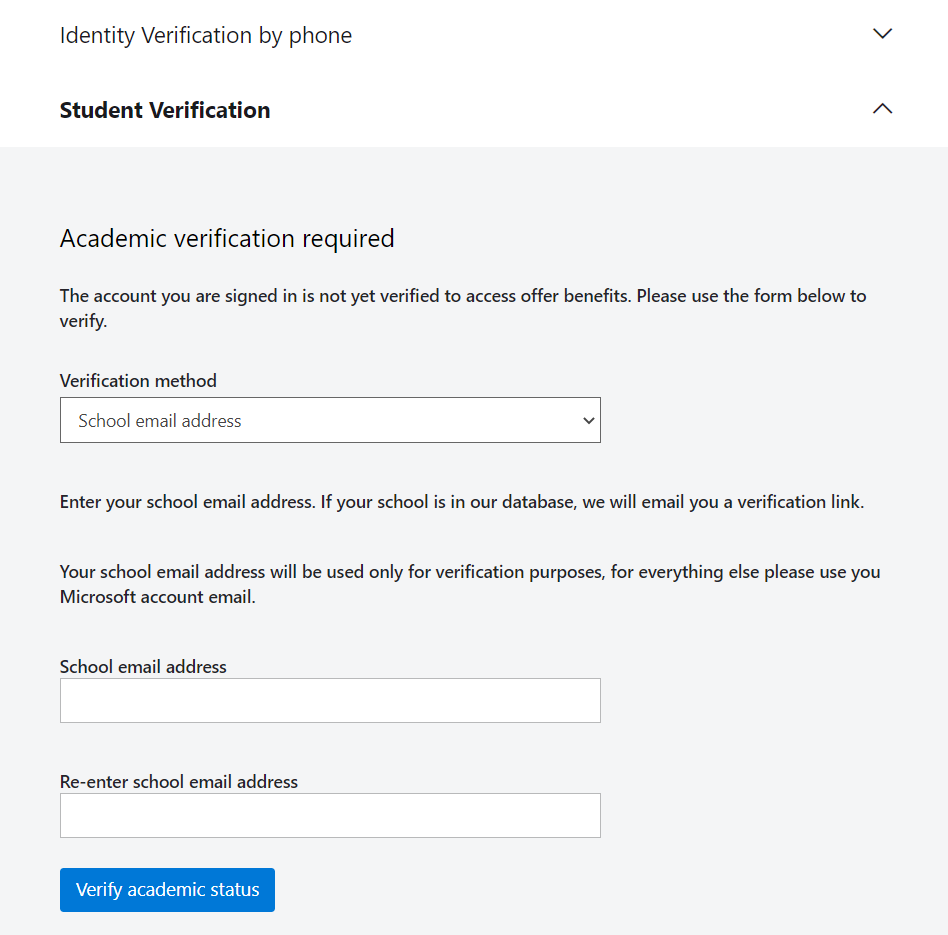 Identity Verification by phone
Student Verification
Academic verification required
The account you are signed in is not yet verified to access offer benefits. Please use the form below to
verify.
Verification method
School email address
Enter your school email address. If your school is in our database, we will email you a verification link.
Your school email address will be used only for verification purposes, for everything else please use you
Microsoft account email.
School email address
Re-enter school email address
Verify academic status